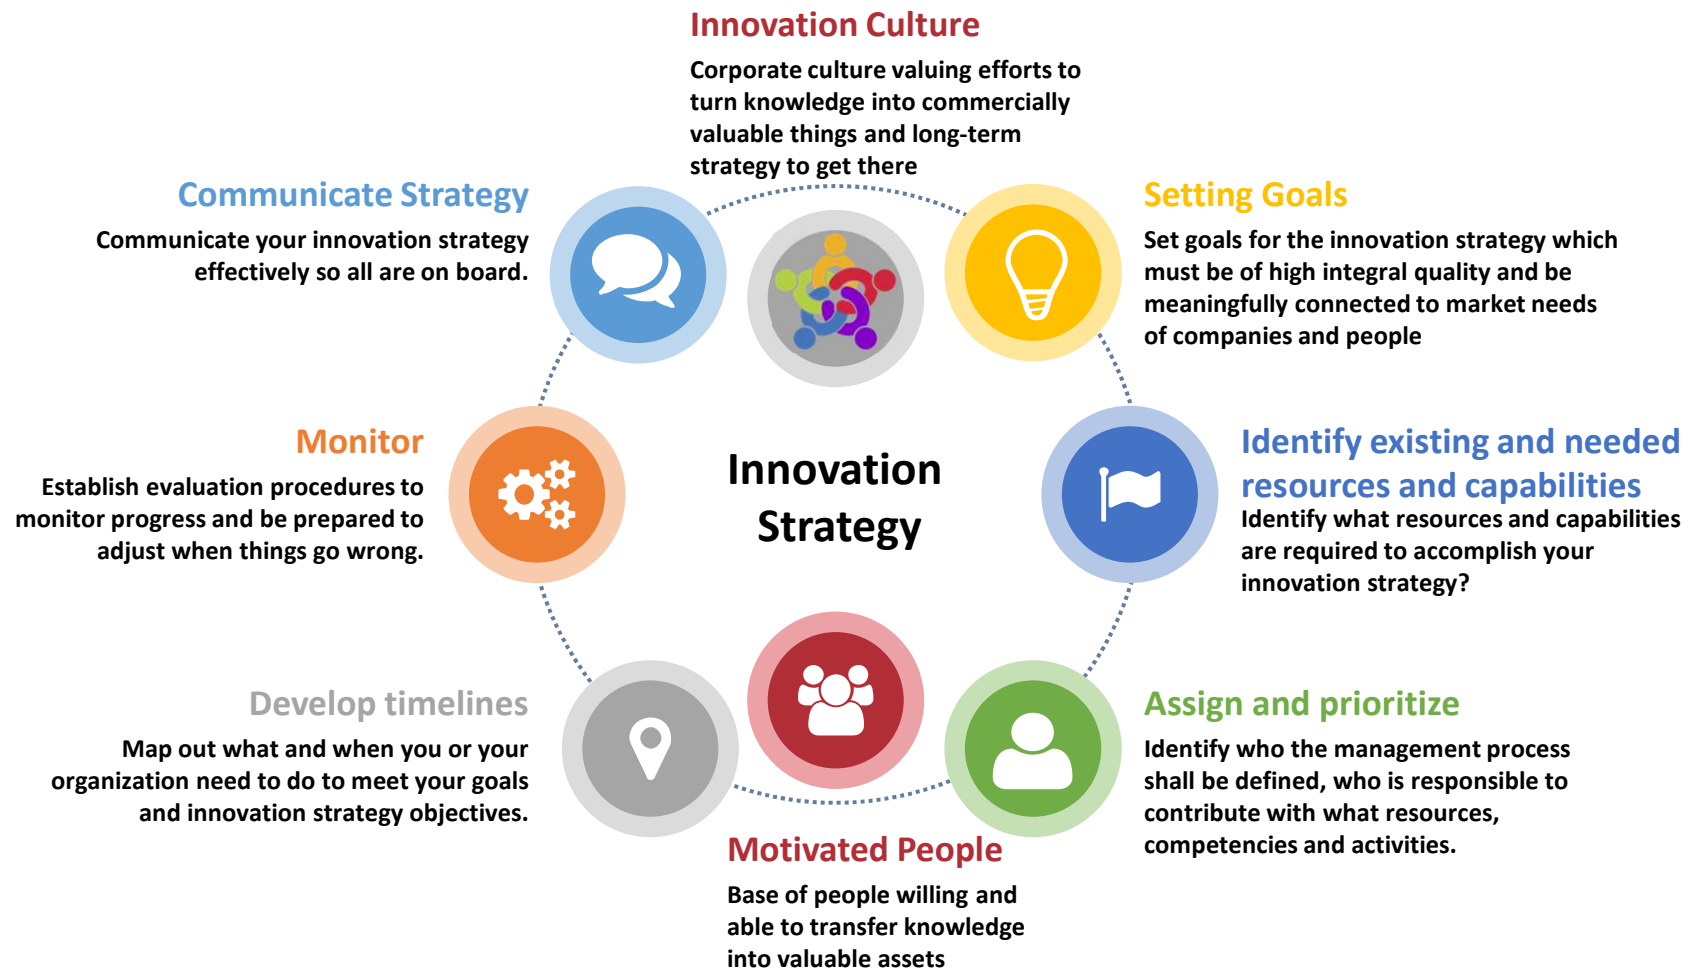 Innovation Culture
Corporate culture valuing efforts to
turn knowledge into commercially
valuable things and long-term
strategy to get there
Communicate Strategy
Communicate your innovation strategy
effectively so all are on board.
Setting Goals
Set goals for the innovation strategy which
must be of high integral quality and be
meaningfully connected to market needs
of companies and people
Monitor
Establish evaluation procedures to
monitor progress and be prepared to
adjust when things go wrong.
Innovation
Strategy
Identify existing and needed
resources and capabilities
Identify what resources and capabilities
are required to accomplish your
innovation strategy?
Develop timelines
Map out what and when you or your
organization need to do to meet your goals
and innovation strategy objectives.
Assign and prioritize
Identify who the management process
shall be defined, who is responsible to
contribute with what resources,
competencies and activities.
Motivated People
Base of people willing and
able to transfer knowledge
into valuable assets